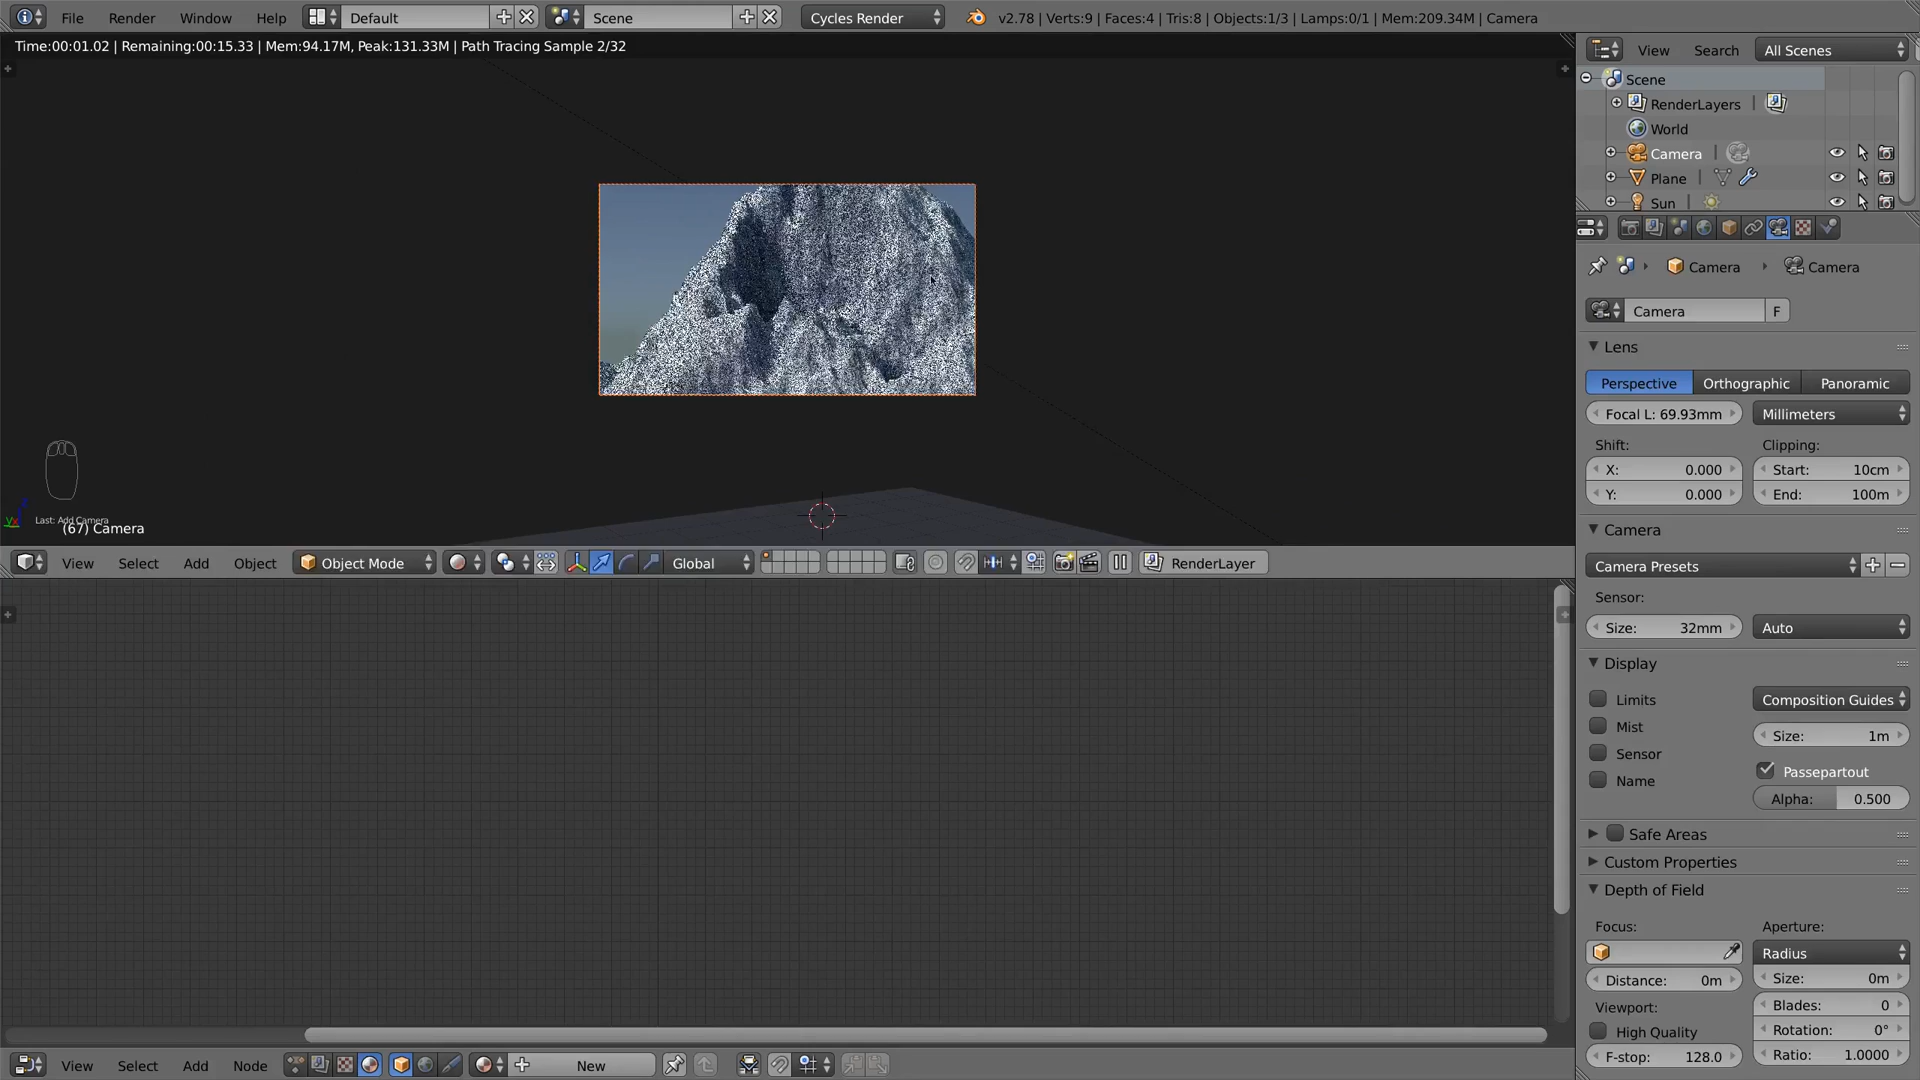 File Render Window Help Default Scene Cycles Render v2.78 | Verts:9 | Faces:4 | Tris:8 | Objects:1/3 | Lamps:0/1 | Mem:209.34M | Camera
Time:00:01.02 | Remaining:00:15.33 | Mem:94.17M, Peak:131.33M | Path Tracing Sample 2/32
Last: Add Camera
(67) Camera
View Select Add Object Object Mode Global RenderLayer
View Select Add Node New
View Search All Scenes
Scene
RenderLayers
World
Camera
Plane
Sun
Camera Camera
Camera F
Lens
Perspective Orthographic Panoramic
Focal L: 69.93mm Millimeters
Shift: Clipping:
X: 0.000 Start: 10cm
Y: 0.000 End: 100m
Camera
Camera Presets
Sensor:
Size: 32mm Auto
Display
Limits Composition Guides
Mist Size: 1m
Sensor Passepartout
Name Alpha: 0.500
Safe Areas
Custom Properties
Depth of Field
Focus: Aperture:
Radius
Distance: 0m Size: 0m
Viewport: Blades: 0
High Quality Rotation: 0°
F-stop: 128.0 Ratio: 1.0000